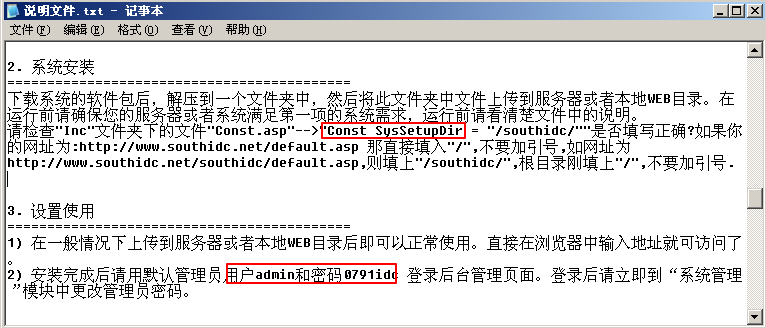 说明文件.txt - 记事本
文件(F) 编辑(E) 格式(O) 查看(V) 帮助(H)
2. 系统安装
=========================================
下载系统的软件包后，解压到一个文件夹中，然后将此文件夹中文件上传到服务器或者本地WEB目录。在
运行前请确保您的服务器或者系统满足第一项的系统需求，运行前请看清楚文件中的说明。
请检查"Inc"文件夹下的文件"Const.asp"-->"Const SysSetupDir = "/southidc/""是否填写正确?如果你
的网址为:http://www.southidc.net/default.asp 那直接填入"/",不要加引号,如网址为
http://www.southidc.net/southidc/default.asp,则填上"/southidc/",根目录刚填上"/",不要加引号.
3. 设置使用
=========================================
1) 在一般情况下上传到服务器或者本地WEB目录后即可以正常使用。直接在浏览器中输入地址就可访问了
。
2) 安装完成后请用默认管理员用户admin和密码0791idc 登录后台管理页面。登录后请立即到“系统管理
”模块中更改管理员密码。